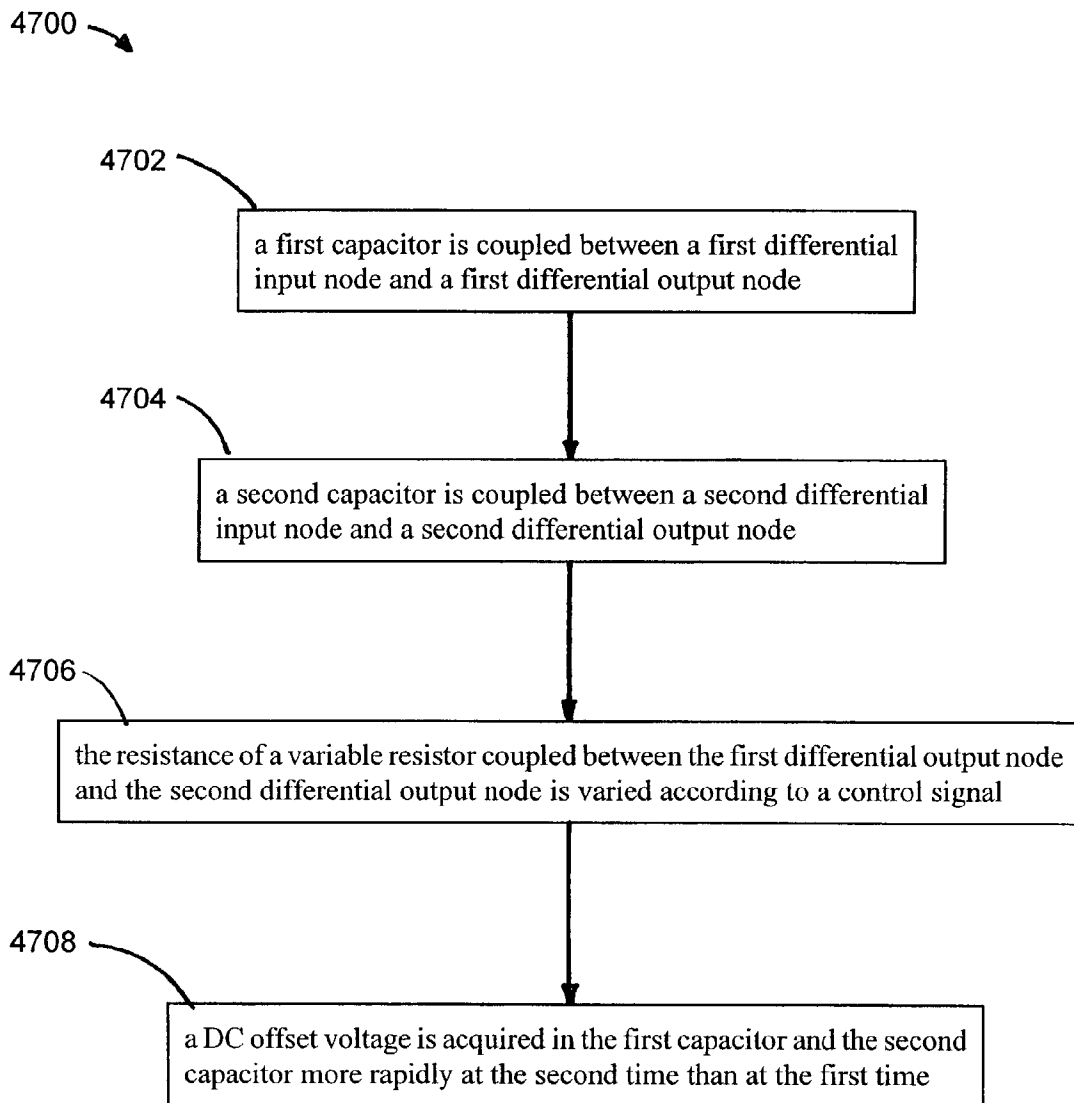 4700
4702
a first capacitor is coupled between a first differential
input node and a first differential output node
4704
a second capacitor is coupled between a second differential
input node and a second differential output node
4706
the resistance of a variable resistor coupled between the first differential output node
and the second differential output node is varied according to a control signal
4708
a DC offset voltage is acquired in the first capacitor and the second
capacitor more rapidly at the second time than at the first time